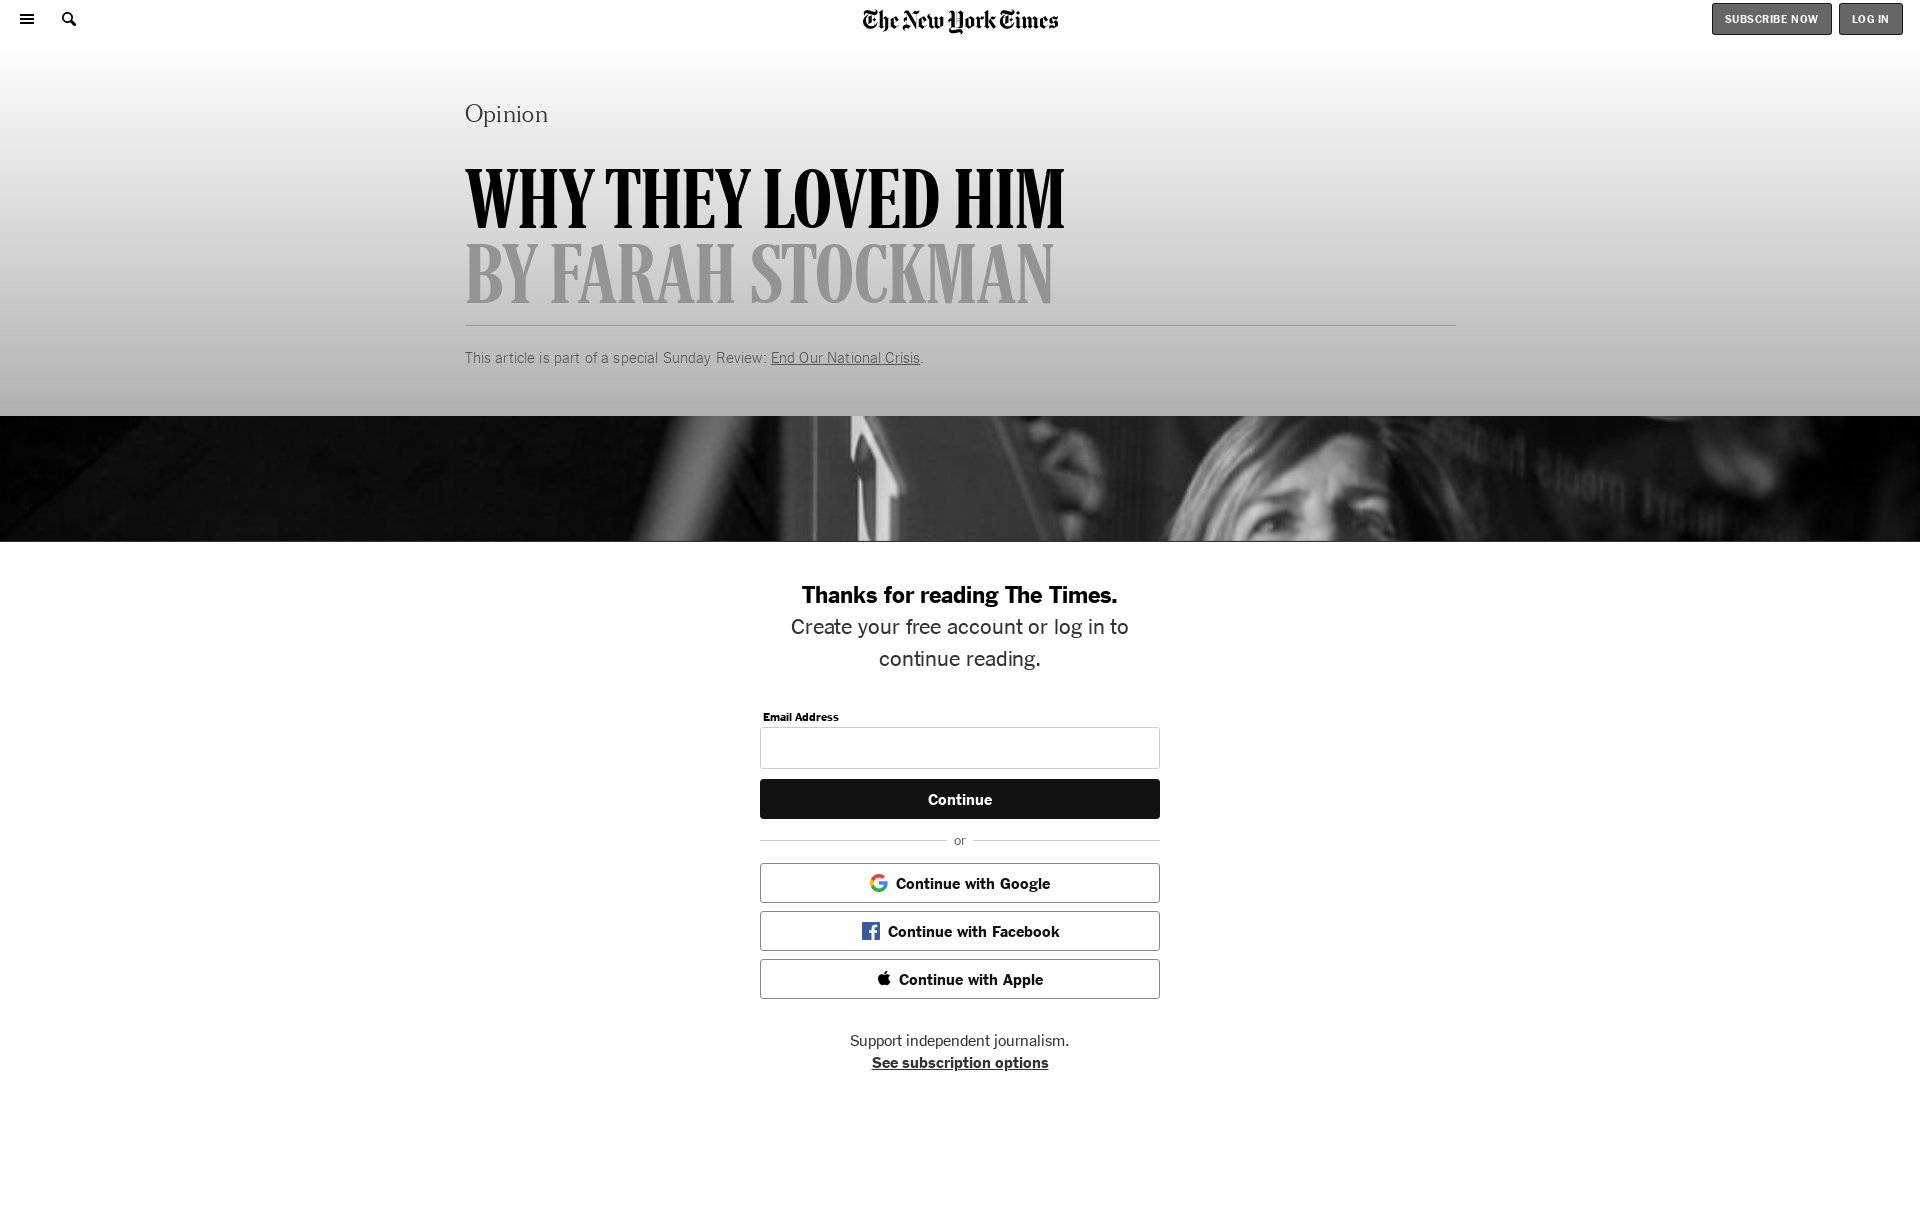 The New York Times
SUBSCRIBE NOW
LOG IN
Opinion
WHY THEY LOVED HIM
BY FARAH STOCKMAN
This article is part of a special Sunday Review: End Our National Crisis.
Thanks for reading The Times.
Create your free account or log in to
continue reading.
Email Address
Continue
or
Continue with Google
Continue with Facebook
Continue with Apple
Support independent journalism.
See subscription options